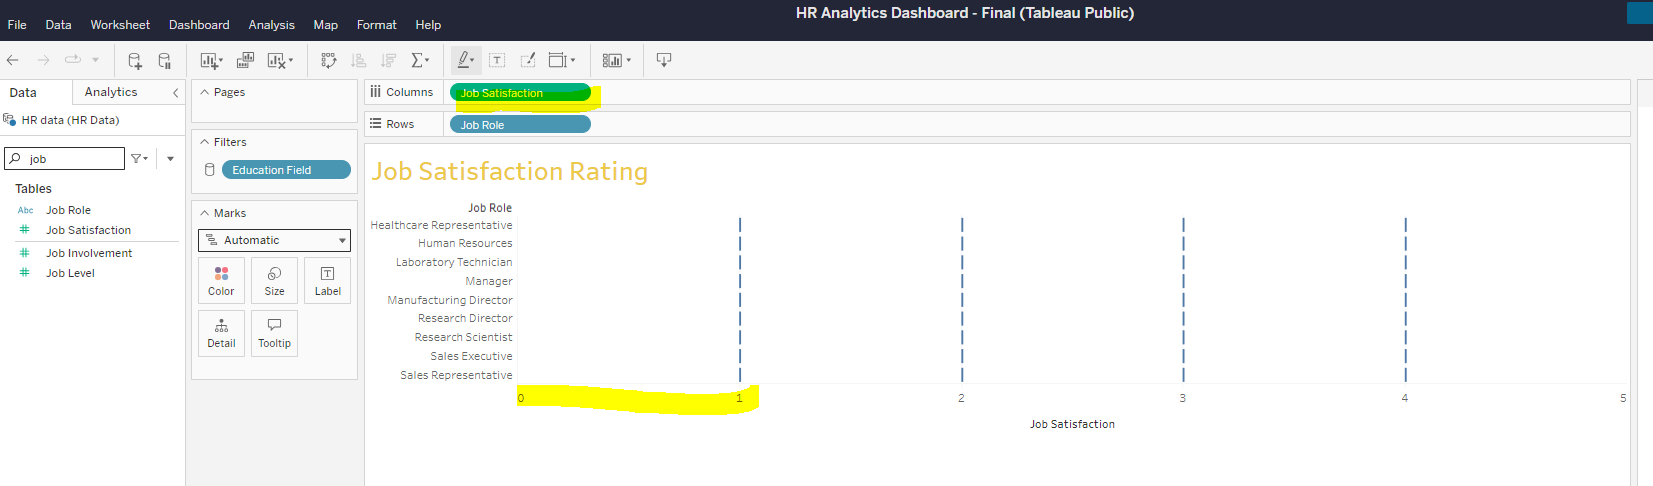 HR Analytics Dashboard - Final (Tableau Public)
File Data Worksheet Dashboard Analysis Map Format Help
Data Analytics
HR data (HR Data)
job
Tables
Abc Job Role
Job Satisfaction
Job Involvement
Job Level
Pages
Filters
Education Field
Marks
Automatic
Color Size Label
Detail Tooltip
Columns Job Satisfaction
Rows Job Role
Job Satisfaction Rating
Job Role
Healthcare Representative
Human Resources
Laboratory Technician
Manager
Manufacturing Director
Research Director
Research Scientist
Sales Executive
Sales Representative
0 1 2 3 4 5
Job Satisfaction